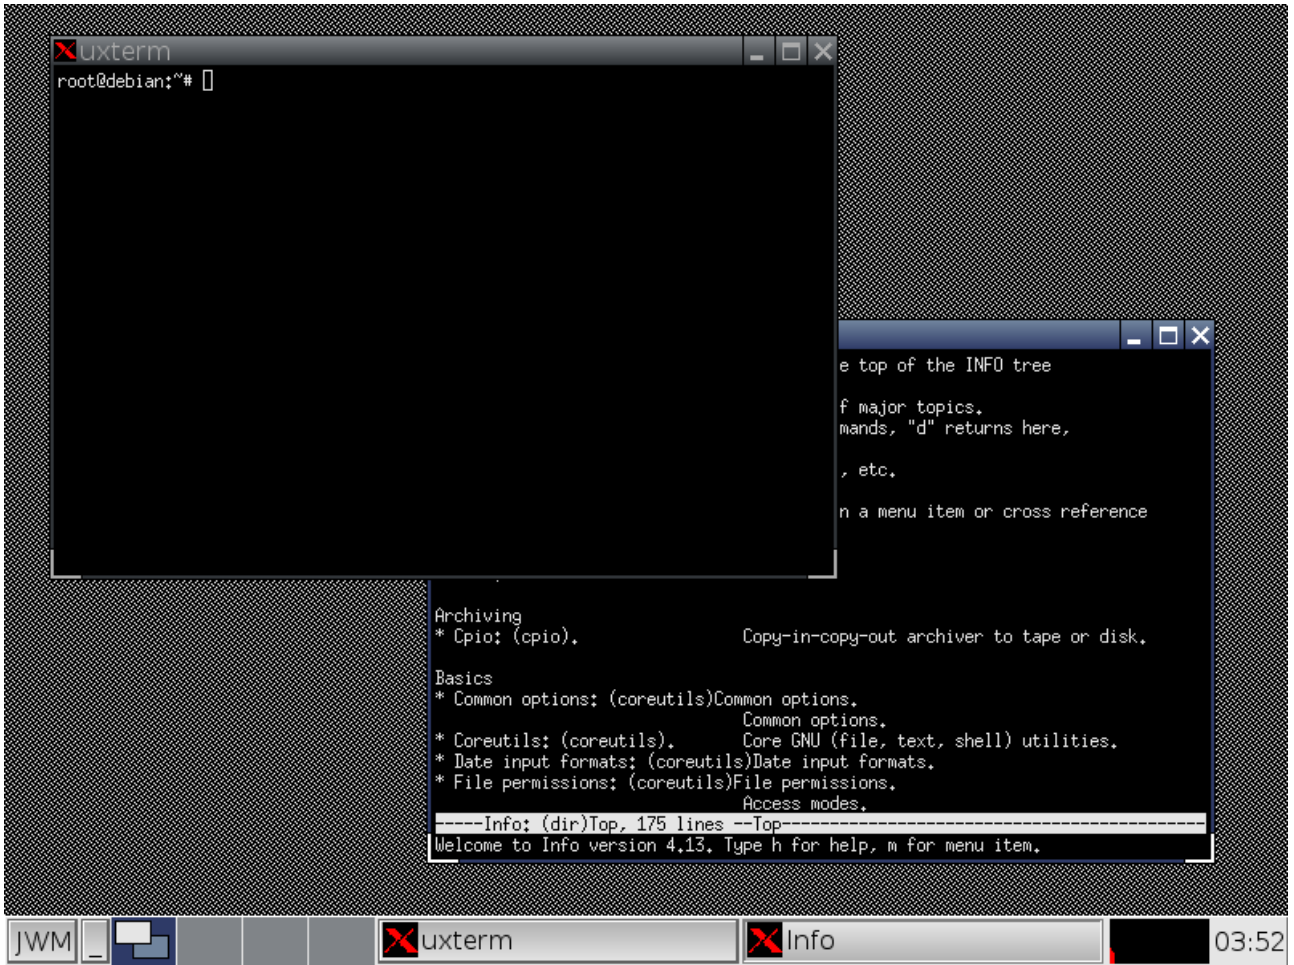 uxterm
root@debian:~#
e top of the INFO tree
f major topics.
mands, "d" returns here,
, etc.
n a menu item or cross reference
Archiving
* Cpio: (cpio). Copy-in-copy-out archiver to tape or disk.
Basics
* Common options: (coreutils)Common options.
Common options.
* Coreutils: (coreutils). Core GNU (file, text, shell) utilities.
* Date input formats: (coreutils)Date input formats.
* File permissions: (coreutils)File permissions.
Access modes.
-----Info: (dir)Top, 175 lines --Top--------------------------------------------
Welcome to Info version 4.13. Type h for help, m for menu item.
JWM _ uxterm Info 03:52